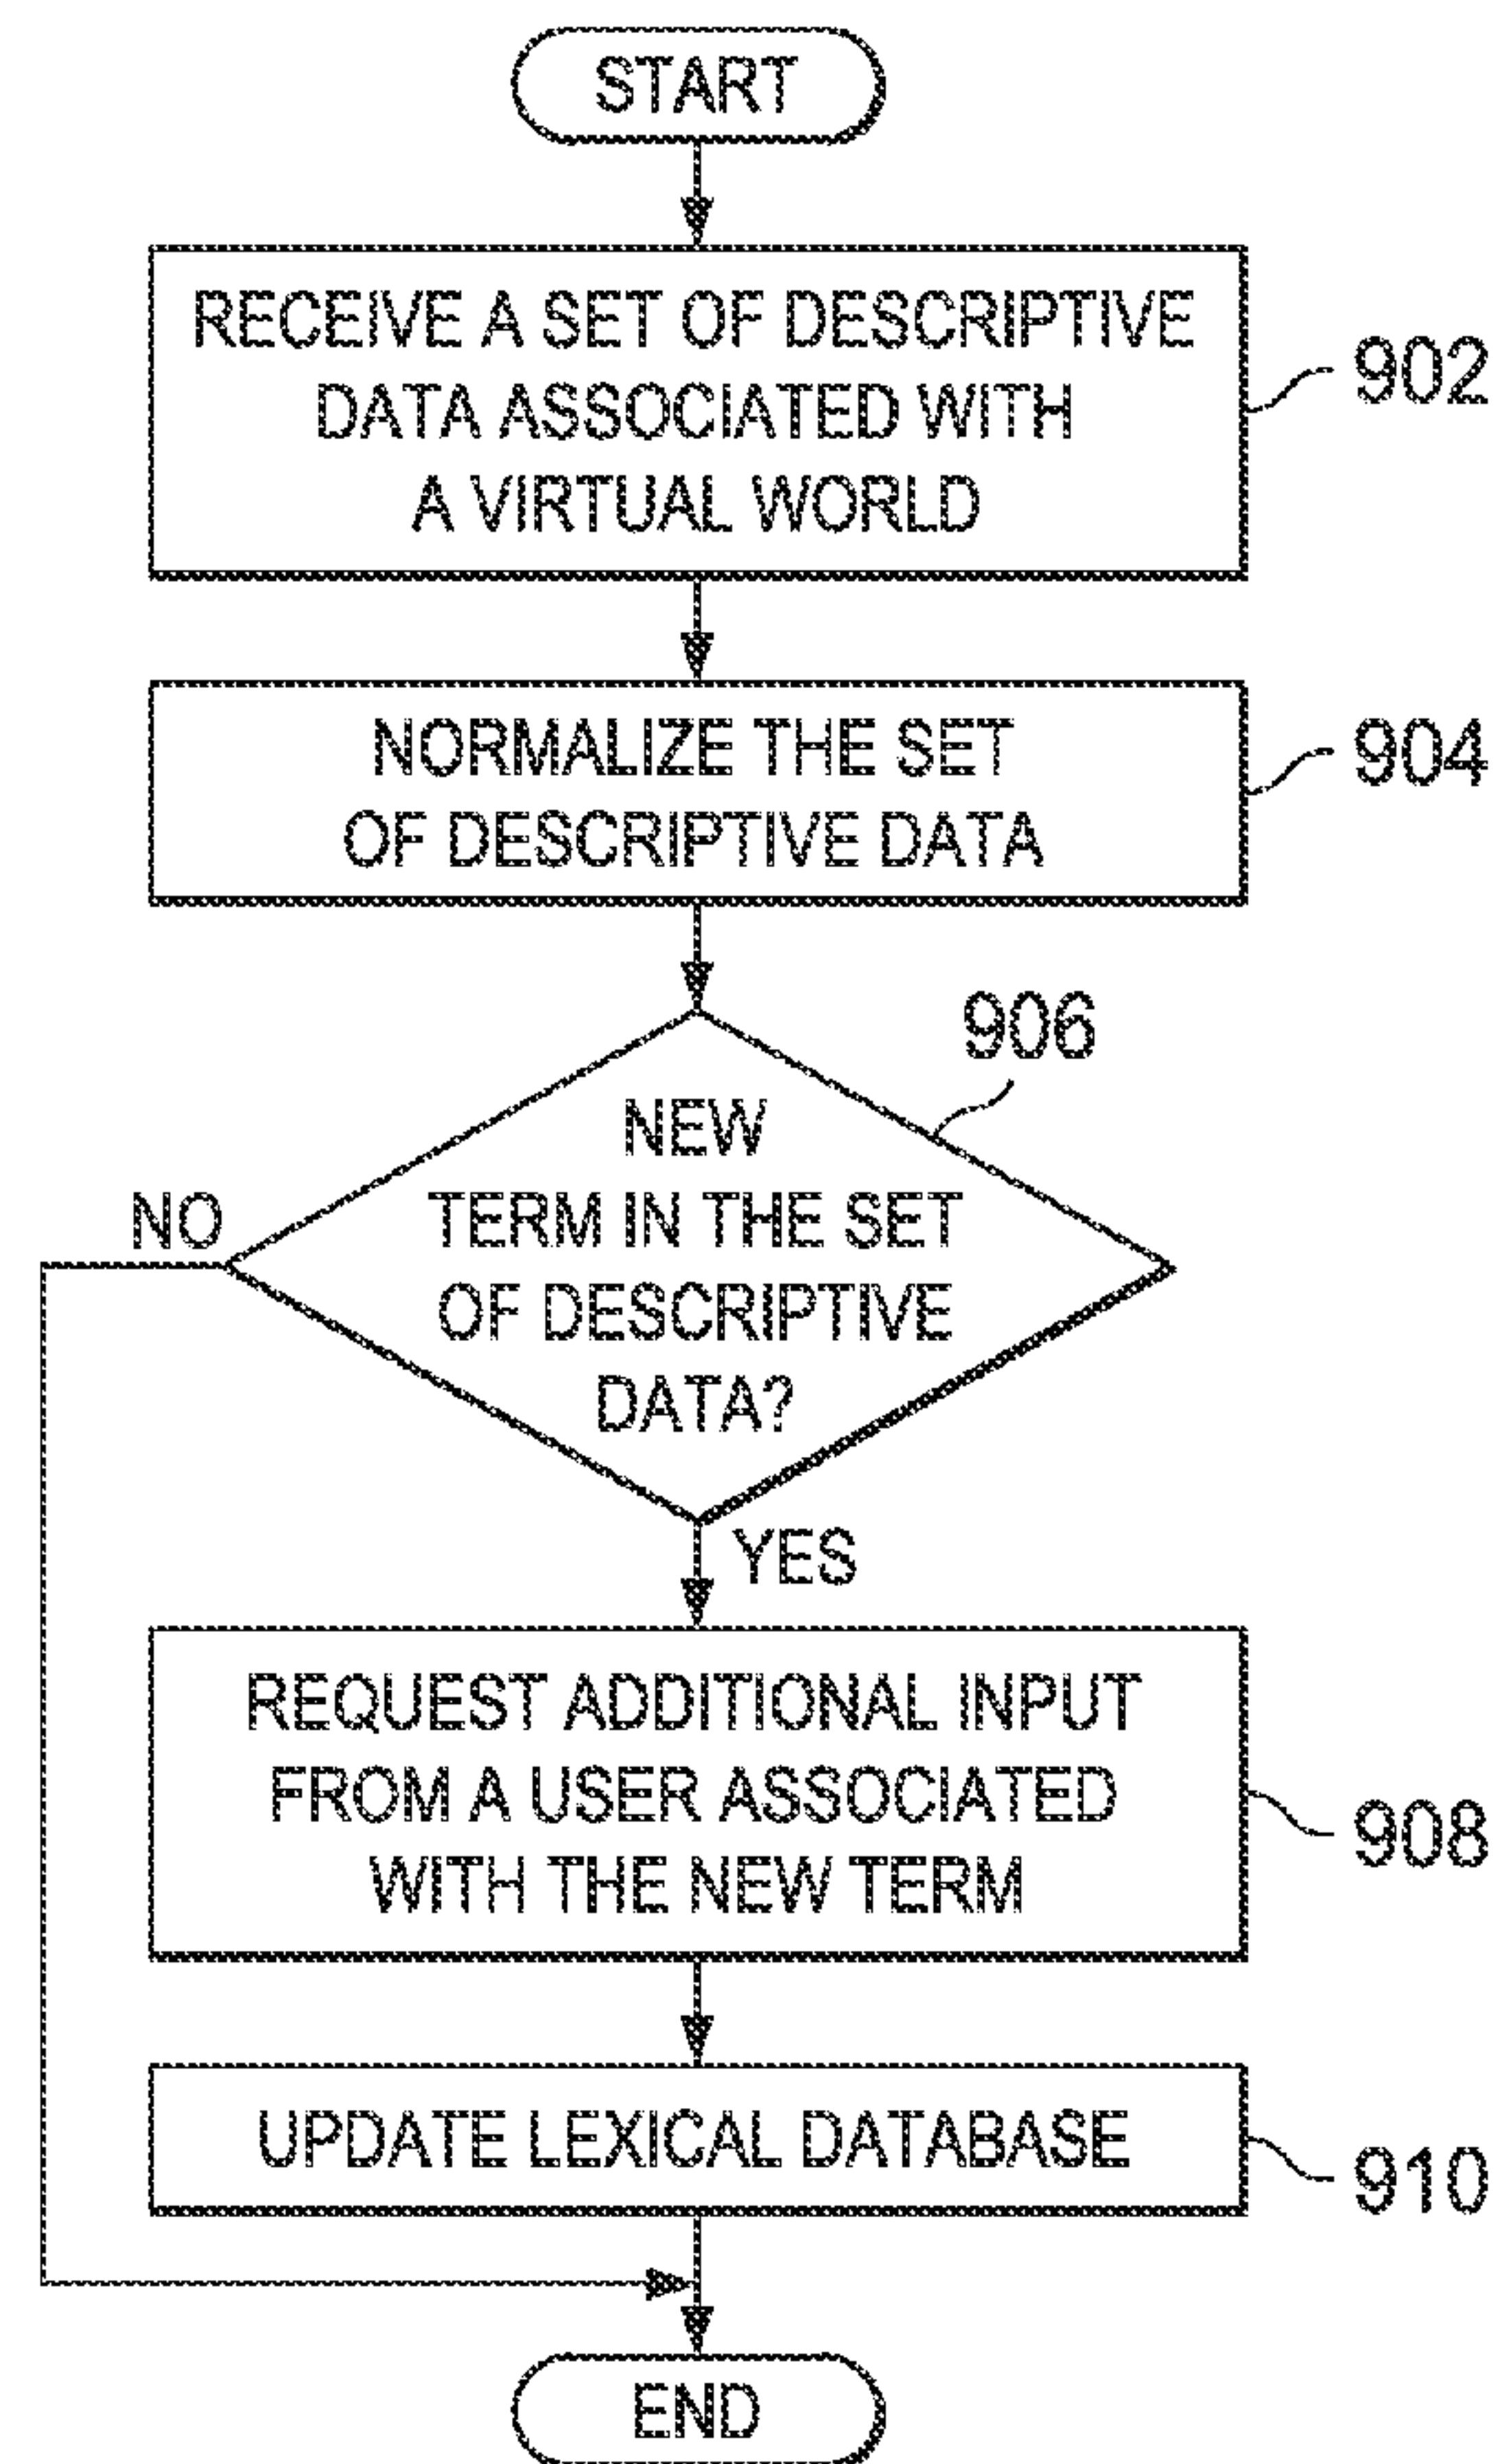 START
RECEIVE A SET OF DESCRIPTIVE
DATA ASSOCIATED WITH
A VIRTUAL WORLD
902
NORMALIZE THE SET
OF DESCRIPTIVE DATA
904
906
NEW
TERM IN THE SET
OF DESCRIPTIVE
DATA?
NO
YES
REQUEST ADDITIONAL INPUT
FROM A USER ASSOCIATED
WITH THE NEW TERM
908
UPDATE LEXICAL DATABASE
910
END